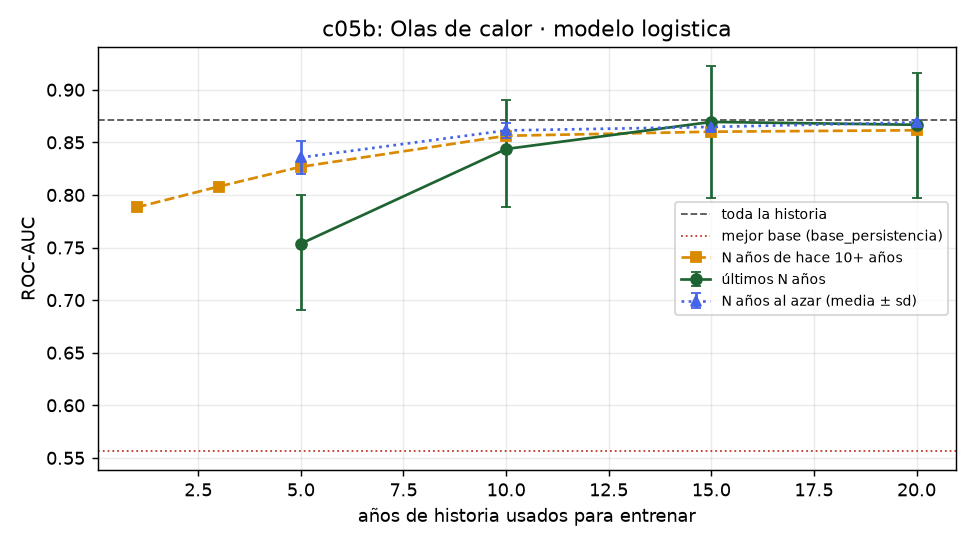 c05b: Olas de calor · modelo logistica
ROC-AUC
0.90
0.85
0.80
0.75
0.70
0.65
0.60
0.55
toda la historia
mejor base (base_persistencia)
N años de hace 10+ años
últimos N años
N años al azar (media ± sd)
2.5 5.0 7.5 10.0 12.5 15.0 17.5 20.0
años de historia usados para entrenar